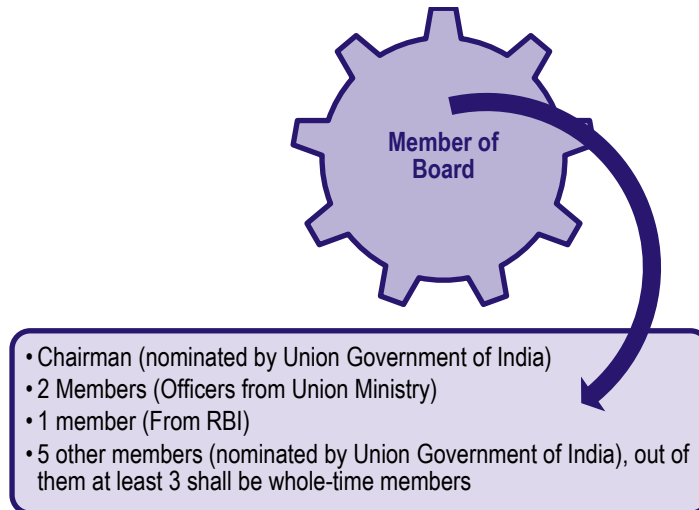 Member of
Board
• Chairman (nominated by Union Government of India)
• 2 Members (Officers from Union Ministry)
• 1 member (From RBI)
• 5 other members (nominated by Union Government of India), out of
them at least 3 shall be whole-time members